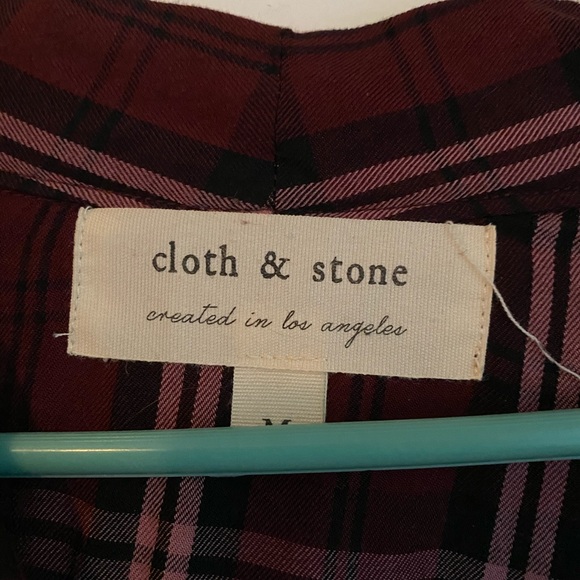 cloth & stone
created in los angeles
M